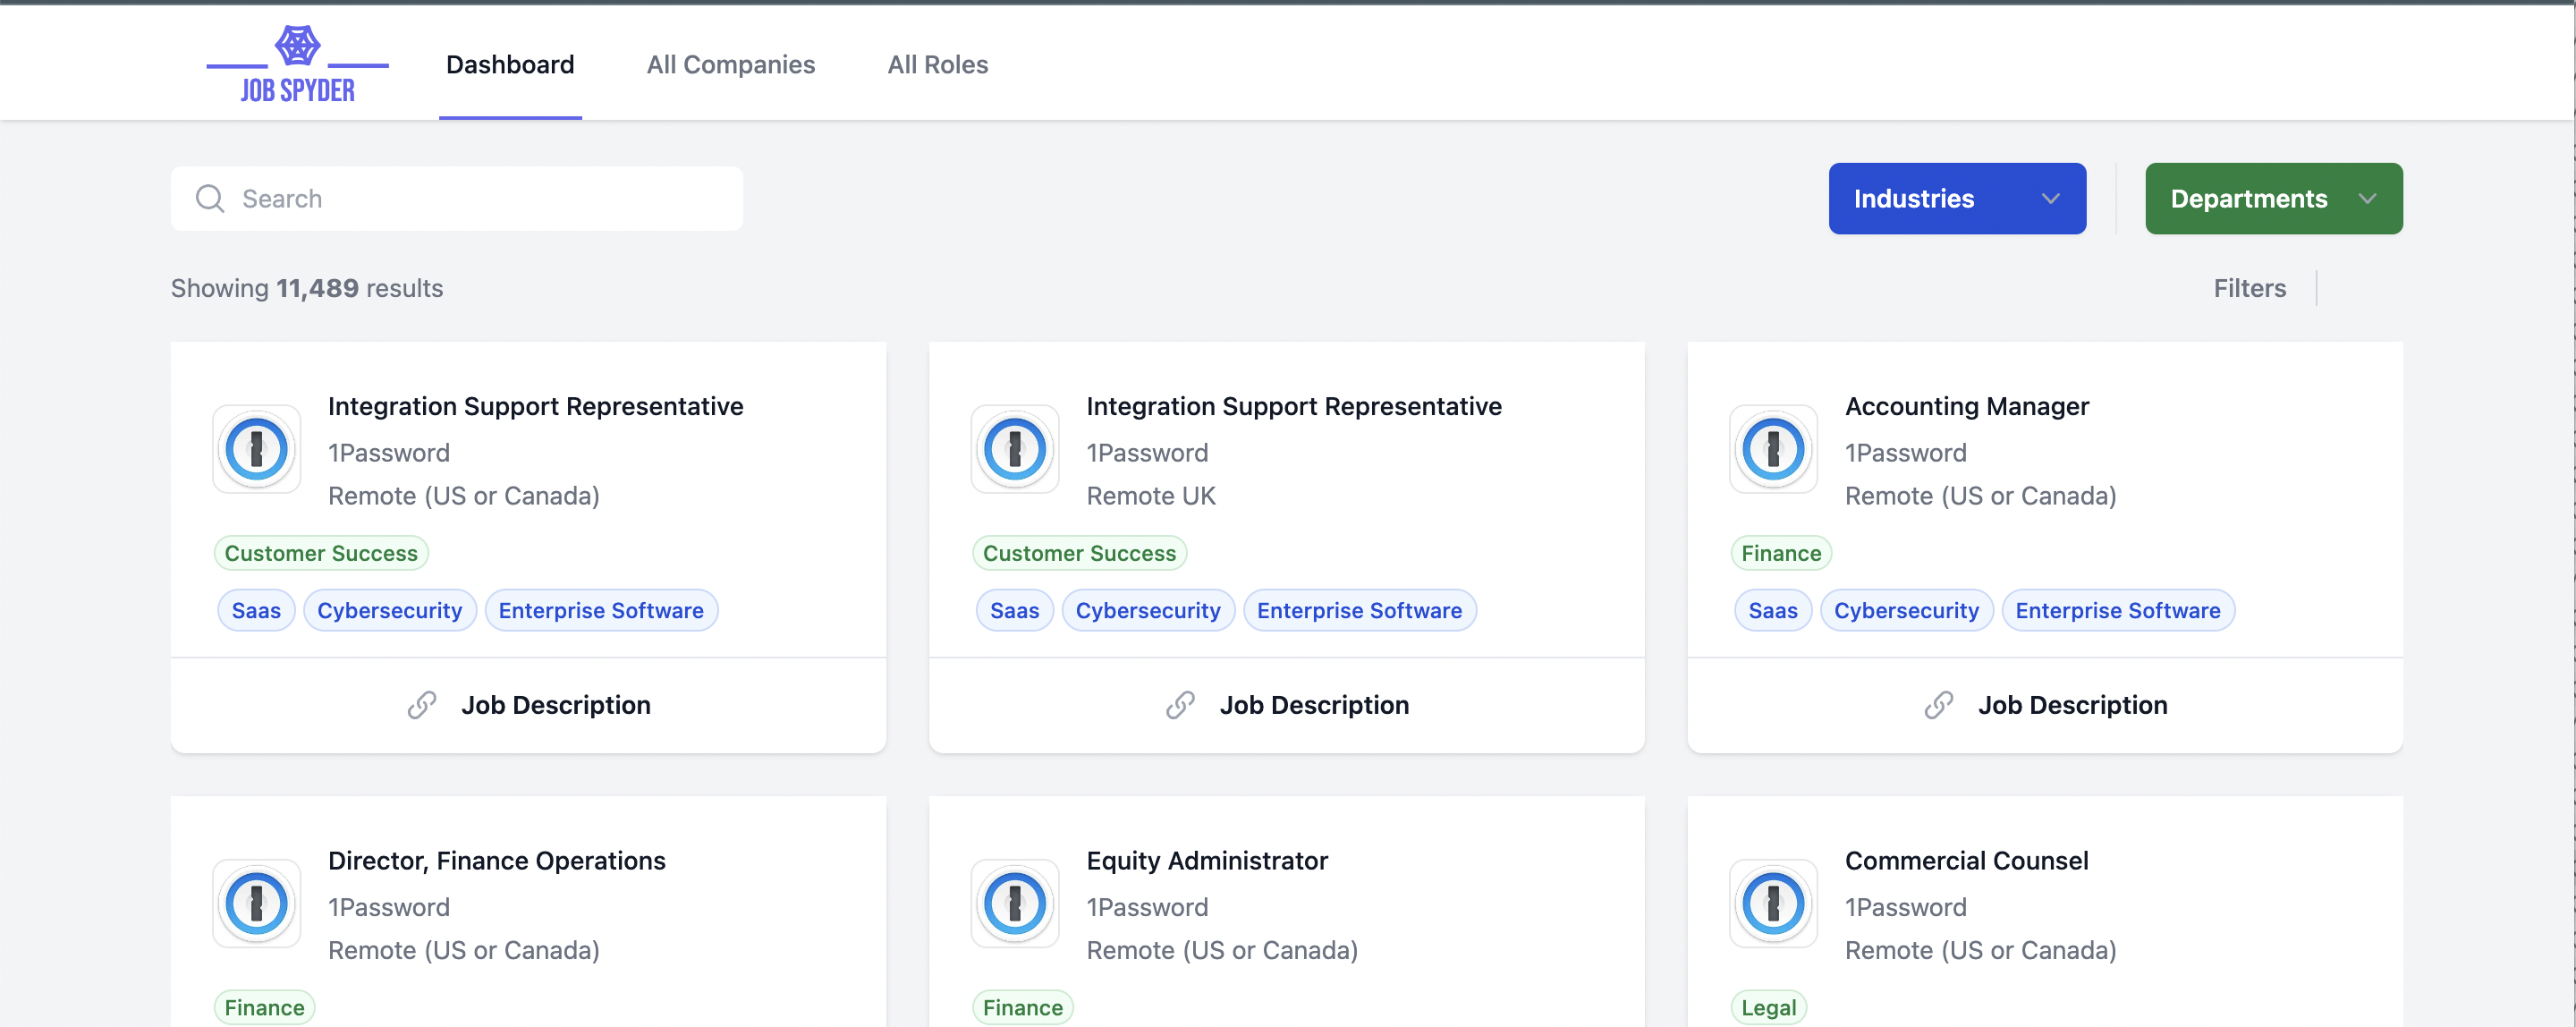 JOB SPYDER
Dashboard
All Companies
All Roles
Search
Industries
Departments
Showing 11,489 results
Filters
Integration Support Representative
1Password
Remote (US or Canada)
Customer Success
Saas
Cybersecurity
Enterprise Software
Job Description
Integration Support Representative
1Password
Remote UK
Customer Success
Saas
Cybersecurity
Enterprise Software
Job Description
Accounting Manager
1Password
Remote (US or Canada)
Finance
Saas
Cybersecurity
Enterprise Software
Job Description
Director, Finance Operations
1Password
Remote (US or Canada)
Finance
Equity Administrator
1Password
Remote (US or Canada)
Finance
Commercial Counsel
1Password
Remote (US or Canada)
Legal